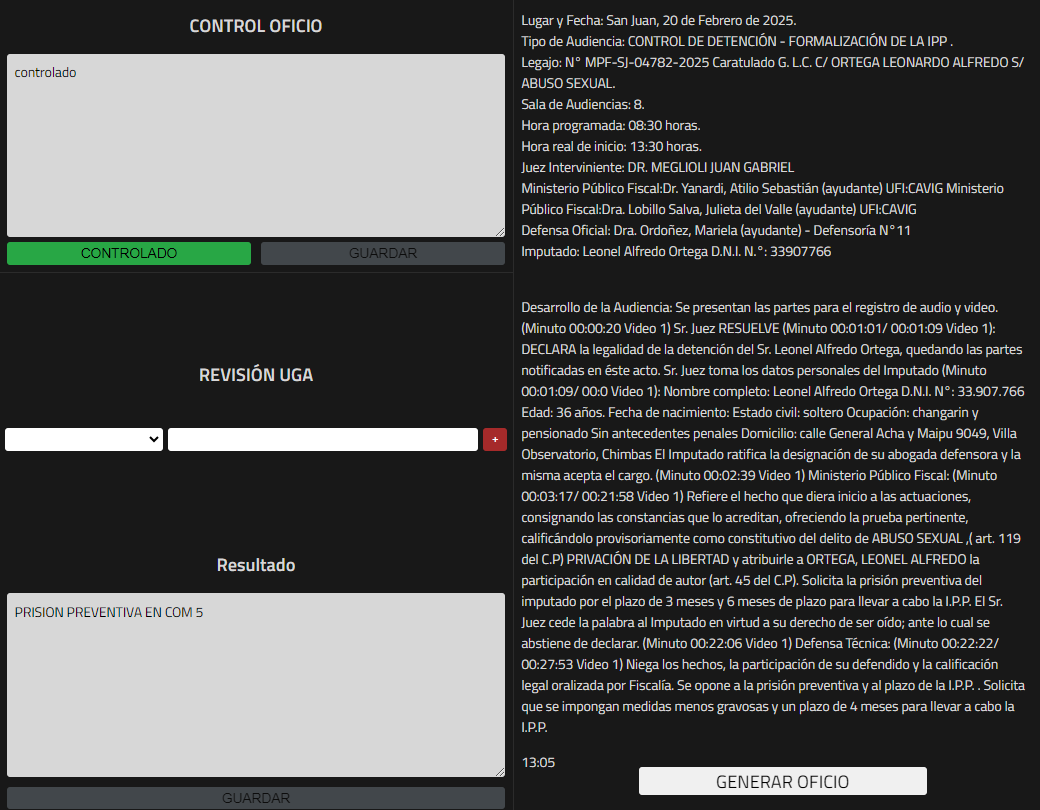 CONTROL OFICIO
controlado
CONTROLADO
GUARDAR
REVISIÓN UGA
+
Resultado
PRISION PREVENTIVA EN COM 5
GUARDAR
Lugar y Fecha: San Juan, 20 de Febrero de 2025.
Tipo de Audiencia: CONTROL DE DETENCIÓN - FORMALIZACIÓN DE LA IPP .
Legajo: N° MPF-SJ-04782-2025 Caratulado G. L.C. C/ ORTEGA LEONARDO ALFREDO S/
ABUSO SEXUAL.
Sala de Audiencias: 8.
Hora programada: 08:30 horas.
Hora real de inicio: 13:30 horas.
Juez Interviniente: DR. MEGLIOLI JUAN GABRIEL
Ministerio Público Fiscal:Dr. Yanardi, Atilio Sebastián (ayudante) UFI:CAVIG Ministerio
Público Fiscal:Dra. Lobillo Salva, Julieta del Valle (ayudante) UFI:CAVIG
Defensa Oficial: Dra. Ordoñez, Mariela (ayudante) - Defensoría N°11
Imputado: Leonel Alfredo Ortega D.N.I. N.°: 33907766
Desarrollo de la Audiencia: Se presentan las partes para el registro de audio y video.
(Minuto 00:00:20 Video 1) Sr. Juez RESUELVE (Minuto 00:01:01/ 00:01:09 Video 1):
DECLARA la legalidad de la detención del Sr. Leonel Alfredo Ortega, quedando las partes
notificadas en éste acto. Sr. Juez toma los datos personales del Imputado (Minuto
00:01:09/ 00:0 Video 1): Nombre completo: Leonel Alfredo Ortega D.N.I. N°: 33.907.766
Edad: 36 años. Fecha de nacimiento: Estado civil: soltero Ocupación: changarin y
pensionado Sin antecedentes penales Domicilio: calle General Acha y Maipu 9049, Villa
Observatorio, Chimbas El Imputado ratifica la designación de su abogada defensora y la
misma acepta el cargo. (Minuto 00:02:39 Video 1) Ministerio Público Fiscal: (Minuto
00:03:17/ 00:21:58 Video 1) Refiere el hecho que diera inicio a las actuaciones,
consignando las constancias que lo acreditan, ofreciendo la prueba pertinente,
calificándolo provisoriamente como constitutivo del delito de ABUSO SEXUAL ,( art. 119
del C.P) PRIVACIÓN DE LA LIBERTAD y atribuirle a ORTEGA, LEONEL ALFREDO la
participación en calidad de autor (art. 45 del C.P). Solicita la prisión preventiva del
imputado por el plazo de 3 meses y 6 meses de plazo para llevar a cabo la I.P.P. El Sr.
Juez cede la palabra al Imputado en virtud a su derecho de ser oído; ante lo cual se
abstiene de declarar. (Minuto 00:22:06 Video 1) Defensa Técnica: (Minuto 00:22:22/
00:27:53 Video 1) Niega los hechos, la participación de su defendido y la calificación
legal oralizada por Fiscalía. Se opone a la prisión preventiva y al plazo de la I.P.P. . Solicita
que se impongan medidas menos gravosas y un plazo de 4 meses para llevar a cabo la
I.P.P.
13:05
GENERAR OFICIO